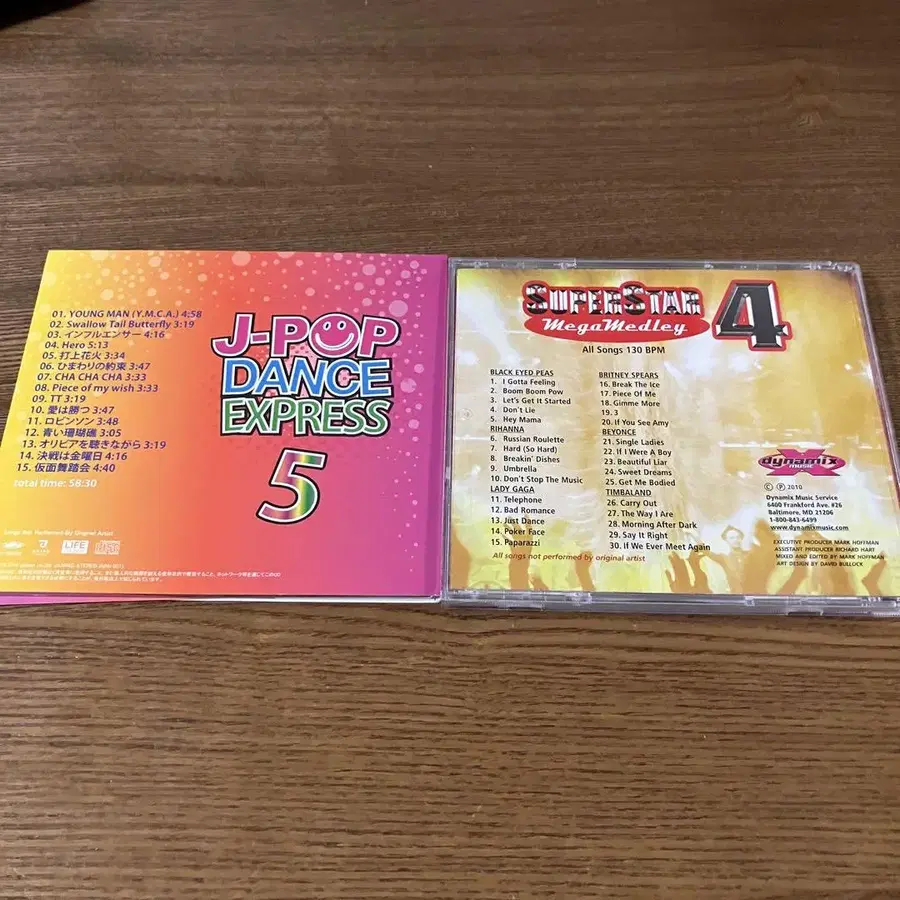 01. YOUNG MAN (Y.M.C.A.) 4:58
02. Swallow Tail Butterfly 3:19
03. インフルエンサー 4:16
04. Hero 5:13
05. 打上花火 3:34
06. ひまわりの約束 3:47
07. CHA CHA CHA 3:33
08. Piece of my wish 3:33
09. TT 3:19
10. 愛は勝つ 3:47
11. ロビンソン 3:33
12. 青い珊瑚礁 3:05
13. オリビアを聴きながら 3:19
14. 決戦は金曜日 4:16
15. 仮面舞踏会 4:40
total time: 58:30
J-POP
DANCE
EXPRESS
5
Songs Not Performed By Original Artist
LIFE
SUPERSTAR
MegaMedley
4
All Songs 130 BPM
BLACK EYED PEAS
1. I Gotta Feeling
2. Boom Boom Pow
3. Let's Get It Started
4. Don't Lie
5. Hey Mama
RIHANNA
6. Russian Roulette
7. Hard (So Hard)
8. Breakin' Dishes
9. Umbrella
10. Don't Stop The Music
LADY GAGA
11. Telephone
12. Bad Romance
13. Just Dance
14. Poker Face
15. Paparazzi
BRITNEY SPEARS
16. Break The Ice
17. Piece Of Me
18. Gimme More
19. 3
20. If You See Amy
BEYONCE
21. Single Ladies
22. If I Were A Boy
23. Beautiful Liar
24. Sweet Dreams
25. Get Me Bodied
TIMBALAND
26. Carry Out
27. The Way I Are
28. Morning After Dark
29. Say It Right
30. If We Ever Meet Again
All songs not performed by original artist
dynamix
MUSIC
© ℗ 2010
Dynamix Music Service
6400 Frankford Ave. #26
Baltimore, MD 21206
1-800-843-6499
www.dynamixmusic.com
EXECUTIVE PRODUCER MARK HOFFMAN
ASSISTANT PRODUCER RICHARD HART
MIXED AND EDITED BY MARK HOFFMAN
ART DESIGN BY DAVID BULLOCK